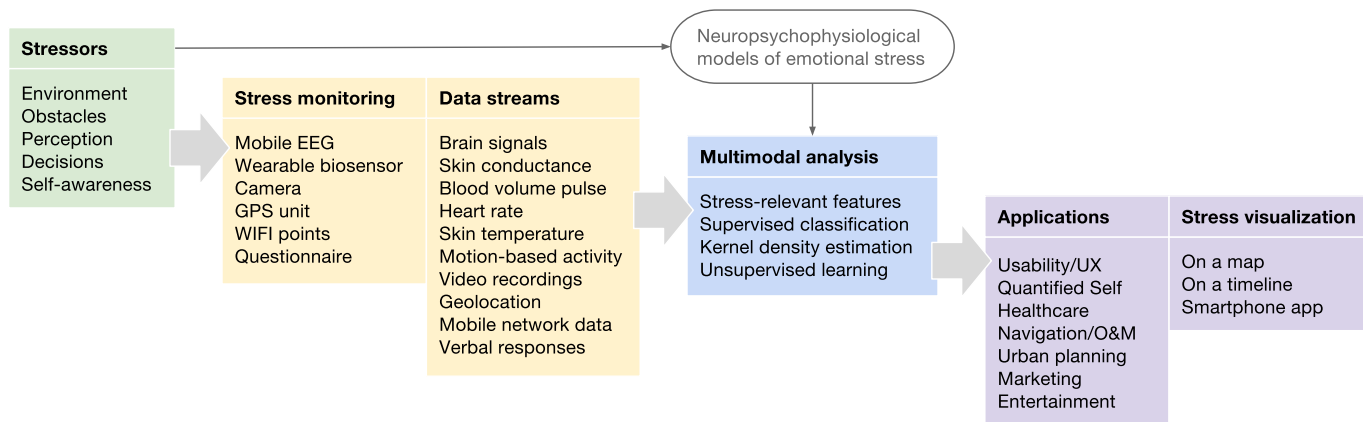 Stressors
Environment
Obstacles
Perception
Decisions
Self-awareness
Stress monitoring
Mobile EEG
Wearable biosensor
Camera
GPS unit
WIFI points
Questionnaire
Data streams
Brain signals
Skin conductance
Blood volume pulse
Heart rate
Skin temperature
Motion-based activity
Video recordings
Geolocation
Mobile network data
Verbal responses
Neuropsychophysiological
models of emotional stress
Multimodal analysis
Stress-relevant features
Supervised classification
Kernel density estimation
Unsupervised learning
Applications
Usability/UX
Quantified Self
Healthcare
Navigation/O&M
Urban planning
Marketing
Entertainment
Stress visualization
On a map
On a timeline
Smartphone app